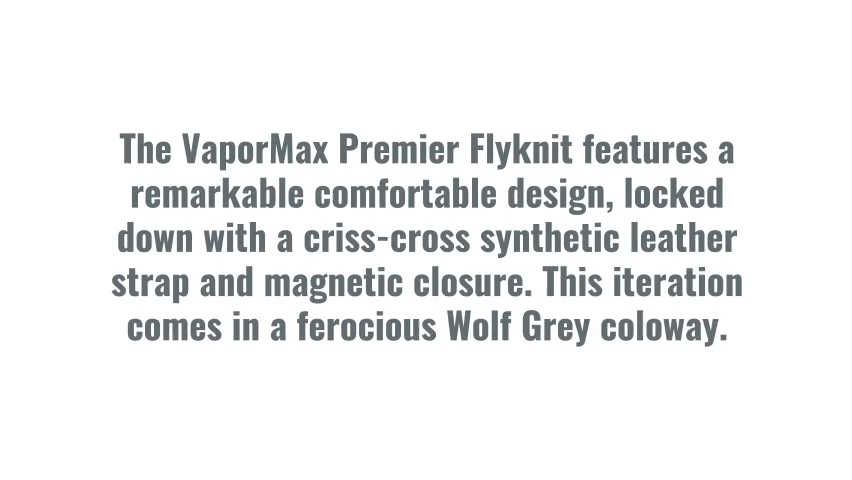 The VaporMax Premier Flyknit features a
remarkable comfortable design, locked
down with a criss-cross synthetic leather
strap and magnetic closure. This iteration
comes in a ferocious Wolf Grey coloway.